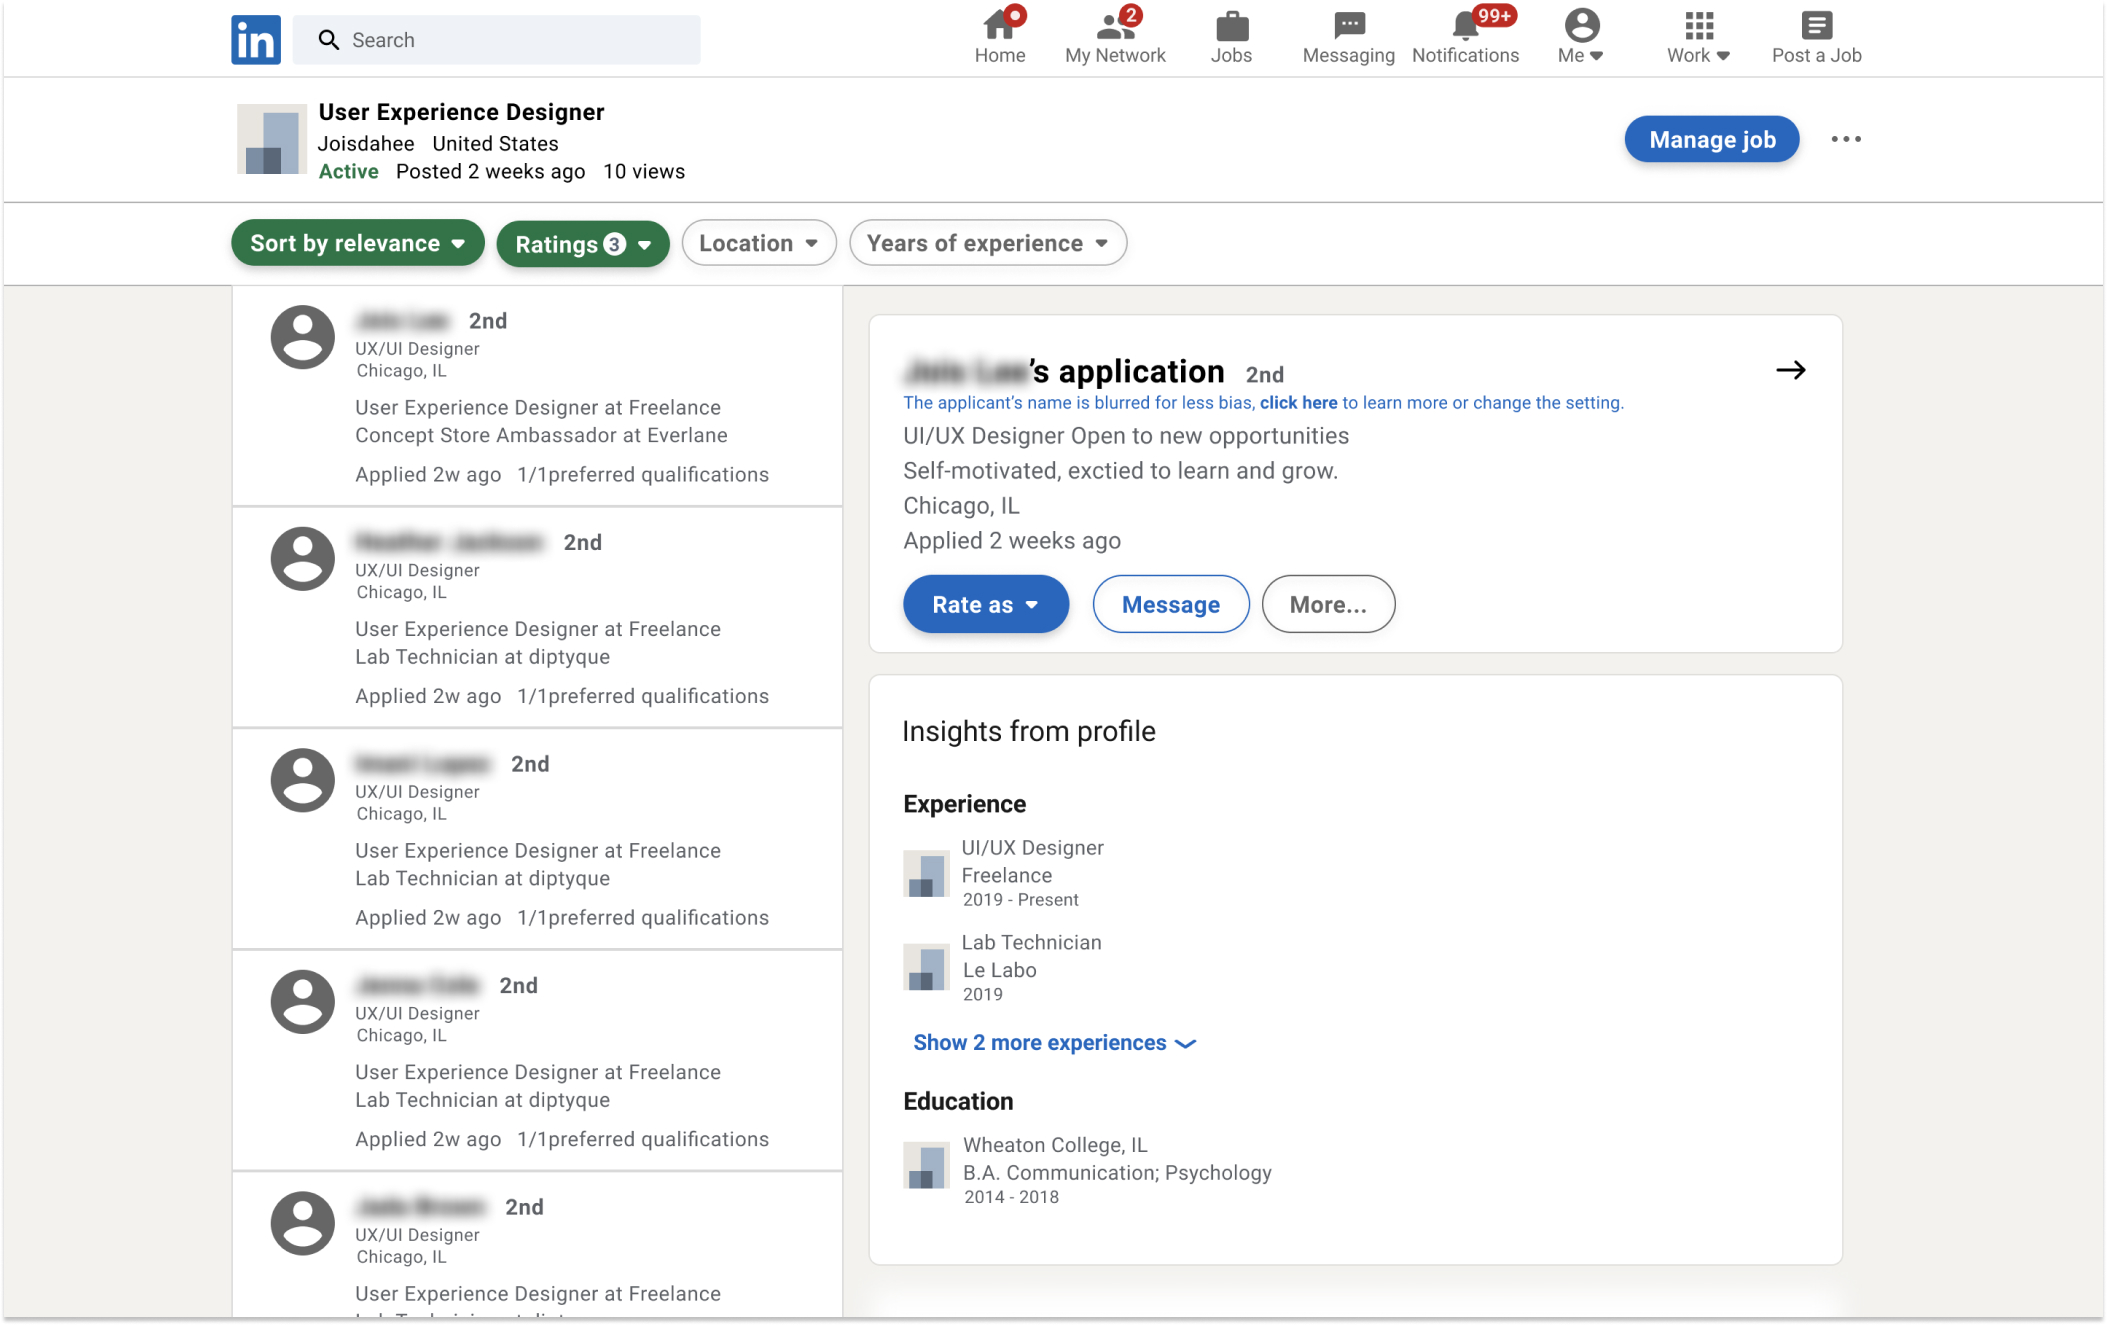 in
Search
Home
2
My Network
Jobs
Messaging
99+
Notifications
Me
Work
Post a Job
User Experience Designer
Joisdahee United States
Active Posted 2 weeks ago 10 views
Manage job
Sort by relevance
Ratings 3
Location
Years of experience
2nd
UX/UI Designer
Chicago, IL
User Experience Designer at Freelance
Concept Store Ambassador at Everlane
Applied 2w ago 1/1preferred qualifications
2nd
UX/UI Designer
Chicago, IL
User Experience Designer at Freelance
Lab Technician at diptyque
Applied 2w ago 1/1preferred qualifications
2nd
UX/UI Designer
Chicago, IL
User Experience Designer at Freelance
Lab Technician at diptyque
Applied 2w ago 1/1preferred qualifications
2nd
UX/UI Designer
Chicago, IL
User Experience Designer at Freelance
Lab Technician at diptyque
Applied 2w ago 1/1preferred qualifications
2nd
UX/UI Designer
Chicago, IL
User Experience Designer at Freelance
's application 2nd
The applicant's name is blurred for less bias, click here to learn more or change the setting.
UI/UX Designer Open to new opportunities
Self-motivated, exctied to learn and grow.
Chicago, IL
Applied 2 weeks ago
Rate as
Message
More...
Insights from profile
Experience
UI/UX Designer
Freelance
2019 - Present
Lab Technician
Le Labo
2019
Show 2 more experiences
Education
Wheaton College, IL
B.A. Communication; Psychology
2014 - 2018